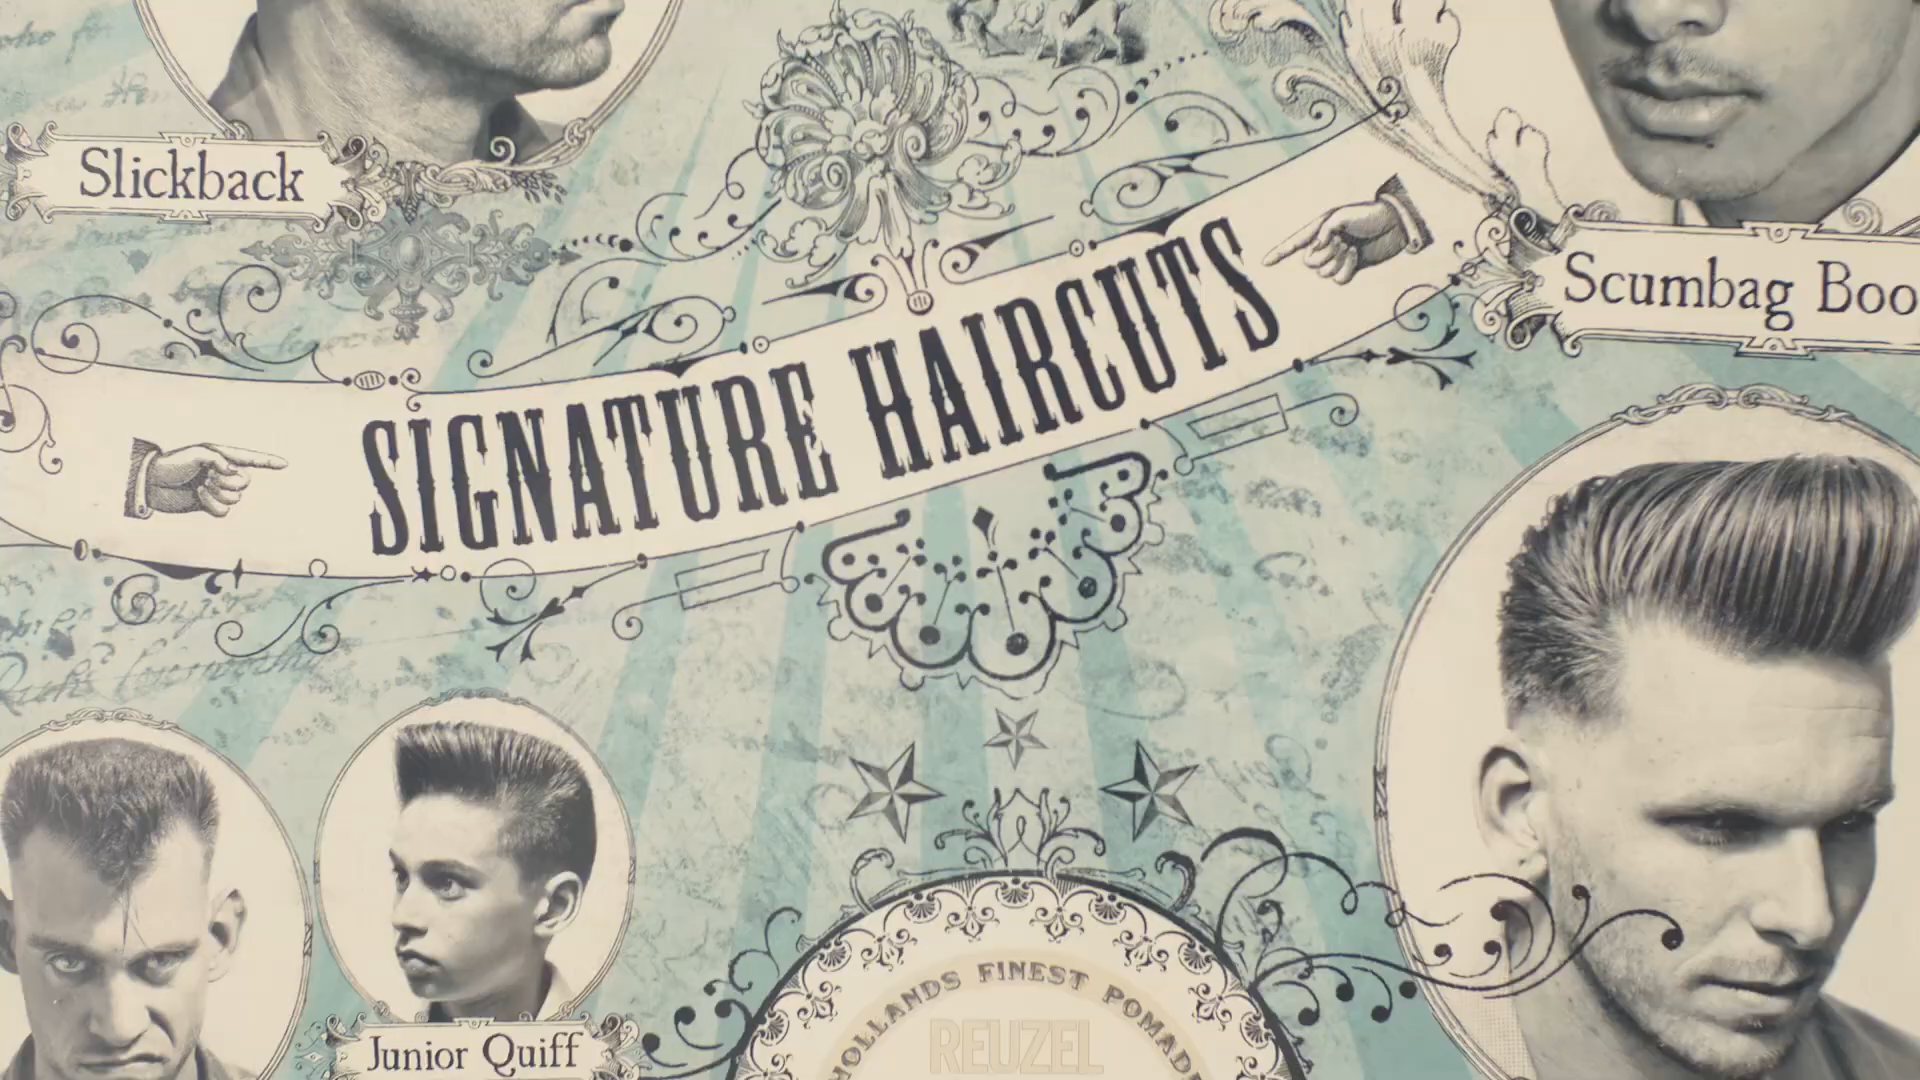 Slickback
Scumbag Boo
SIGNATURE HAIRCUTS
Junior Quiff
HOLLANDS FINEST POMADE
REUZEL